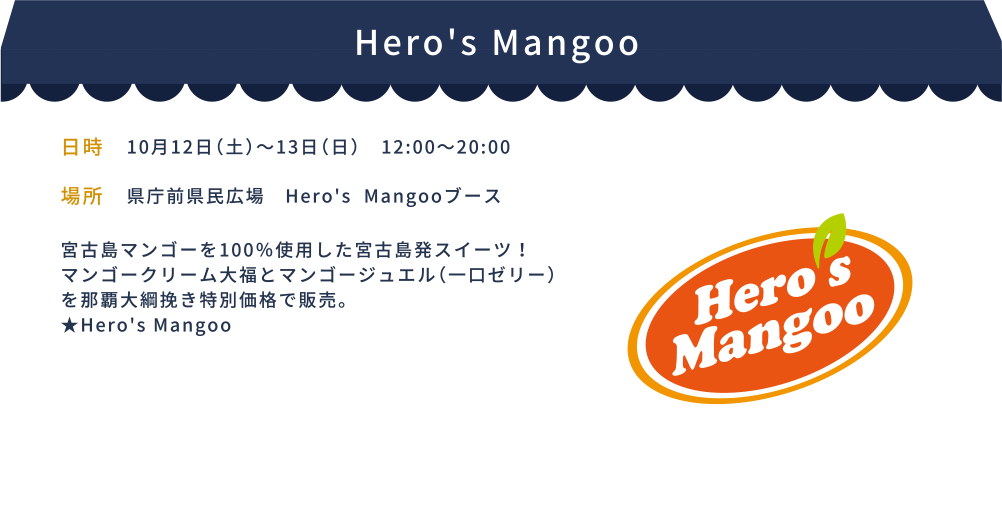 Hero's Mangoo
日時　10月12日（土）〜13日（日）　12:00〜20:00
場所　県庁前県民広場　Hero's Mangooブース
宮古島マンゴーを100%使用した宮古島発スイーツ！
マンゴークリーム大福とマンゴージュエル（一口ゼリー）
を那覇大綱挽き特別価格で販売。
★Hero's Mangoo
Hero's
Mangoo